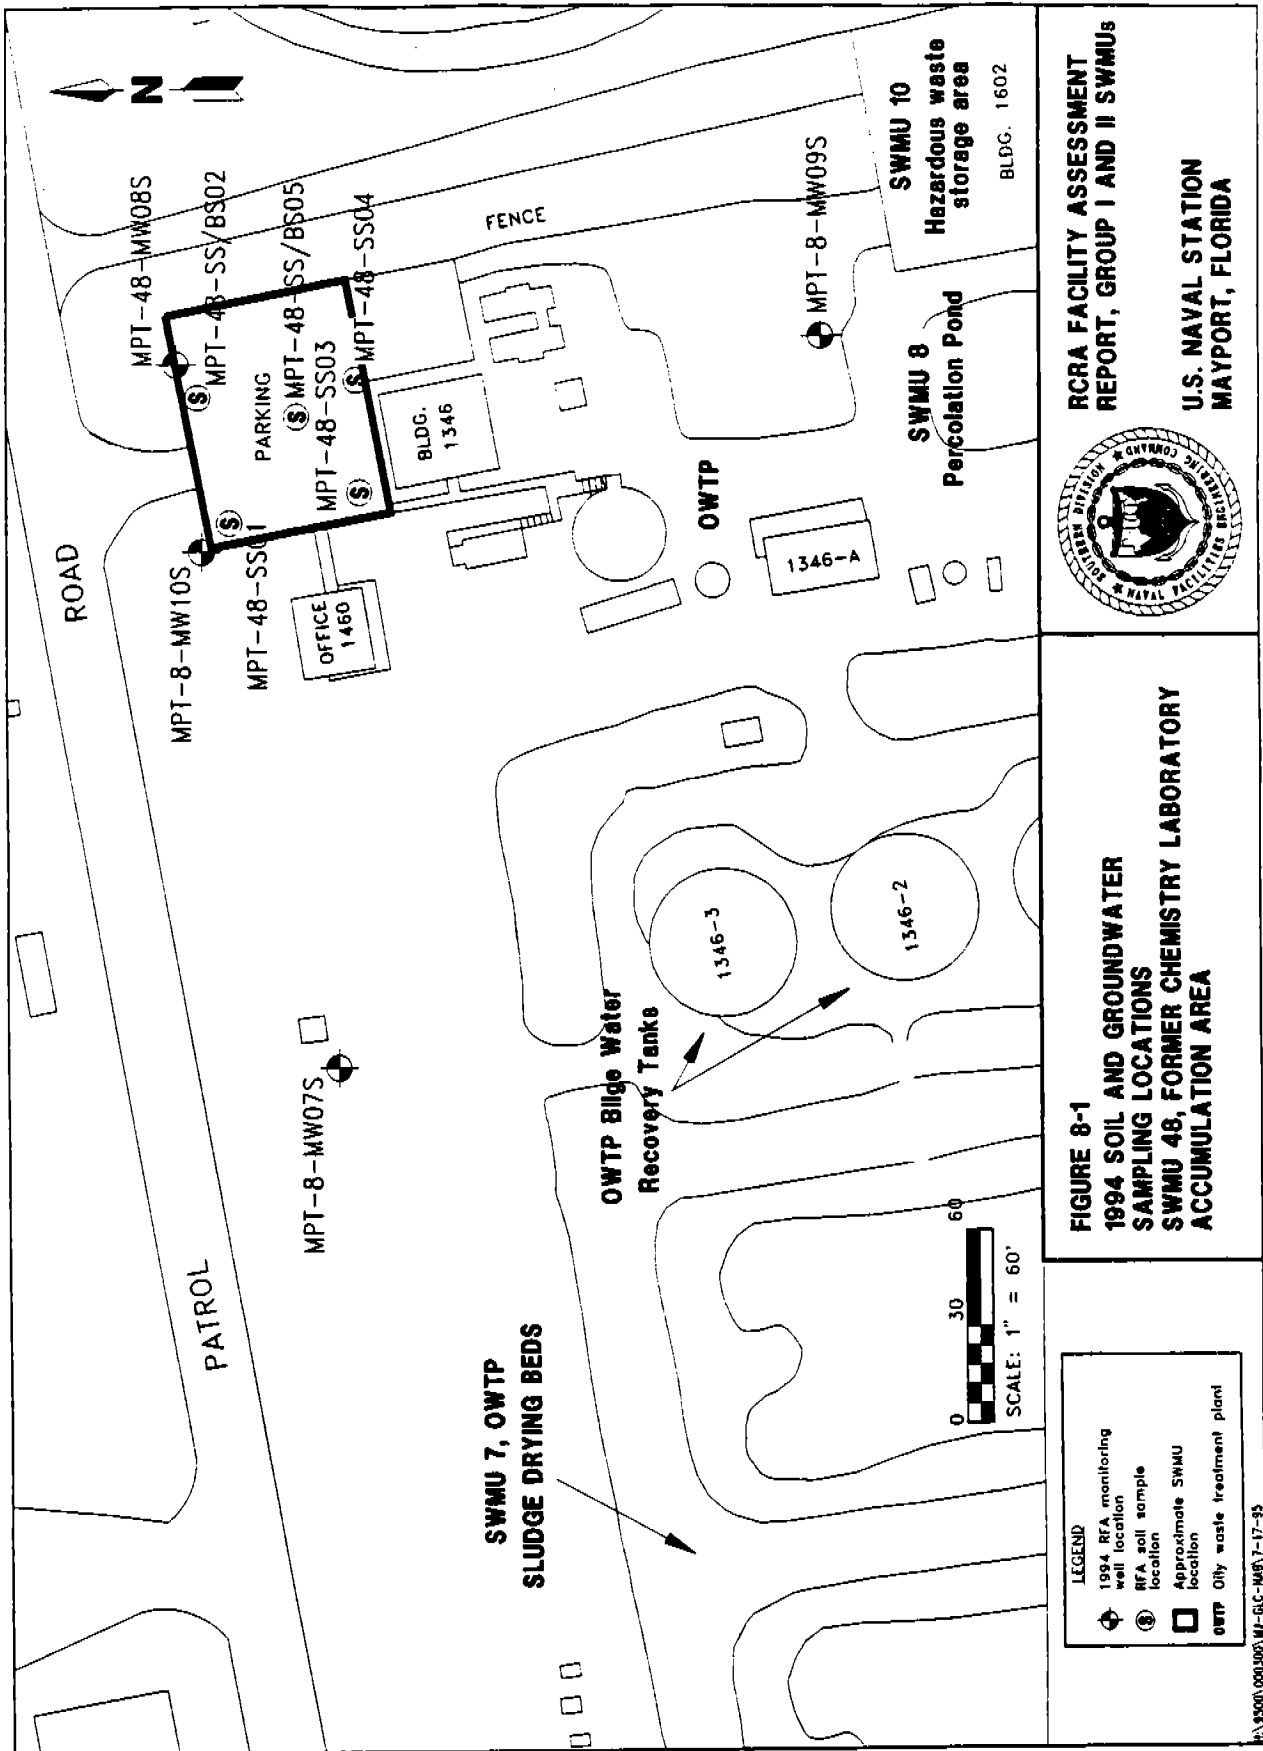 PATROL
ROAD
N
MPT-8-MW10S
MPT-48-MW08S
MPT-48-SS/BS02
MPT-48-SS/BS05
MPT-48-SS04
MPT-48-SS03
MPT-48-SS01
S
S
S
S
S
PARKING
OFFICE
1460
BLDG.
1346
FENCE
MPT-8-MW07S
MPT-8-MW09S
SWMU 7, OWTP
SLUDGE DRYING BEDS
OWTP Bilge Water
Recovery Tanks
1346-3
1346-2
OWTP
1346-A
SWMU 8
Percolation Pond
SWMU 10
Hazardous waste
storage area
BLDG. 1602
0 30 60
SCALE: 1" = 60'
LEGEND
1994 RFA monitoring
well location
S
RFA soil sample
location
Approximate SWMU
location
OWTP Oily waste treatment plant
FIGURE 8-1
1994 SOIL AND GROUNDWATER
SAMPLING LOCATIONS
SWMU 48, FORMER CHEMISTRY LABORATORY
ACCUMULATION AREA
SOUTHERN DIVISION
NAVAL FACILITIES ENGINEERING COMMAND
RCRA FACILITY ASSESSMENT
REPORT, GROUP I AND II SWMUs
U.S. NAVAL STATION
MAYPORT, FLORIDA